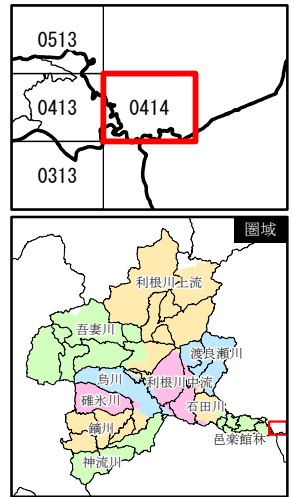 0513
0413
0414
0313
圏域
利根川上流
吾妻川
渡良瀬川
烏川
利根川中流
碓氷川
石田川
鏑川
邑楽館林
神流川